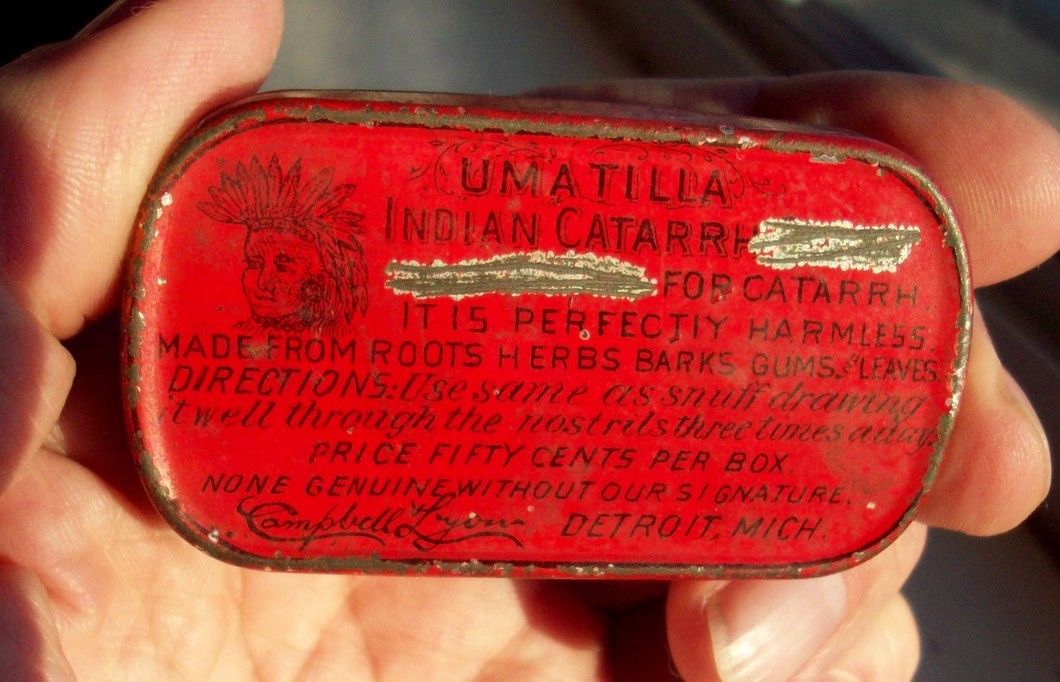 UMATILLA
INDIAN CATARRH
FOR CATARRH.
IT IS PERFECTLY HARMLESS.
MADE FROM ROOTS HERBS BARKS GUMS, & LEAVES.
DIRECTIONS: Use same as snuff drawing
it well through the nostrils three times a day.
PRICE FIFTY CENTS PER BOX.
NONE GENUINE WITHOUT OUR SIGNATURE.
Campbell & Lyon DETROIT, MICH.